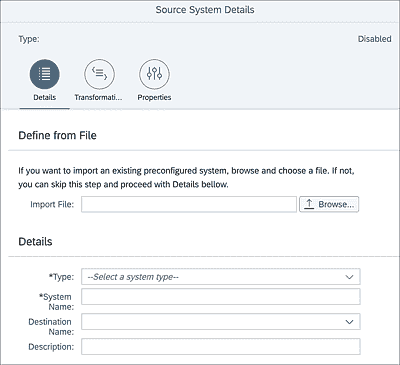 Source System Details
Type:
Disabled
Details
Transformati...
Properties
Define from File
If you want to import an existing preconfigured system, browse and choose a file. If not,
you can skip this step and proceed with Details bellow.
Import File:
Browse...
Details
*Type:
--Select a system type--
*System
Name:
Destination
Name:
Description: